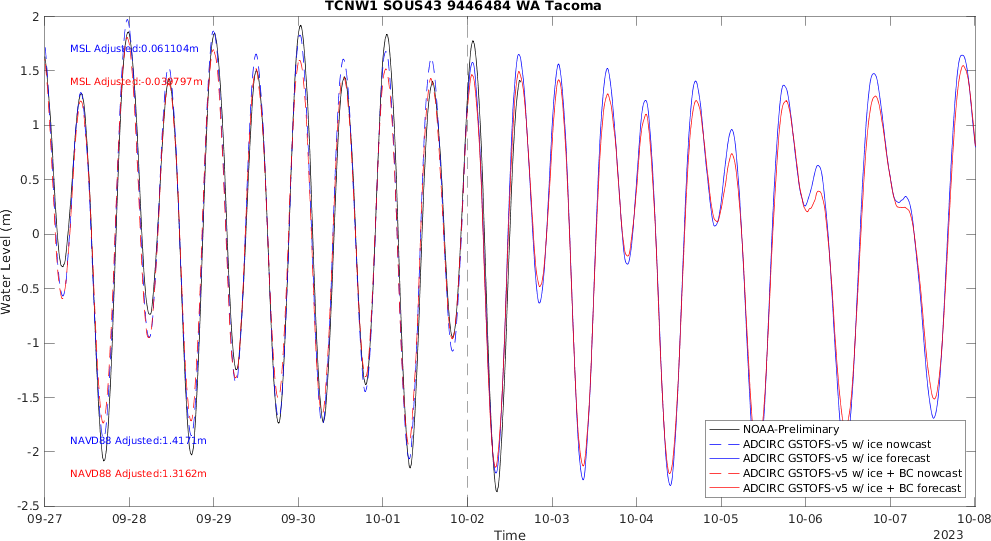 TCNW1 SOUS43 9446484 WA Tacoma
MSL Adjusted:0.061104m
MSL Adjusted:-0.039797m
NAVD88 Adjusted:1.4171m
NAVD88 Adjusted:1.3162m
Water Level (m)
2
1.5
1
0.5
0
-0.5
-1
-1.5
-2
-2.5
NOAA-Preliminary
ADCIRC GSTOFS-v5 w/ ice nowcast
ADCIRC GSTOFS-v5 w/ ice forecast
ADCIRC GSTOFS-v5 w/ ice + BC nowcast
ADCIRC GSTOFS-v5 w/ ice + BC forecast
09-27 09-28 09-29 09-30 10-01 10-02 10-03 10-04 10-05 10-06 10-07 10-08
Time
2023